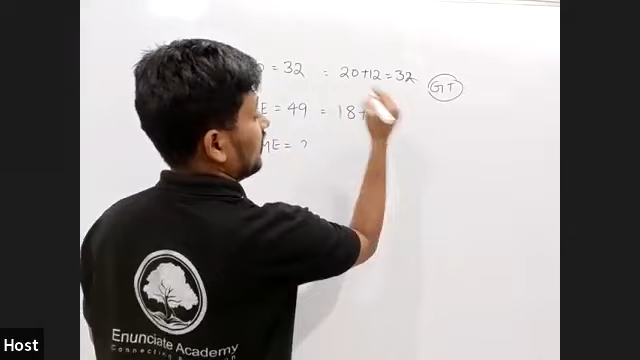 = 32 = 20+12=32 GT
E = 49 = 18+
ME = ?
Enunciate Academy
Host